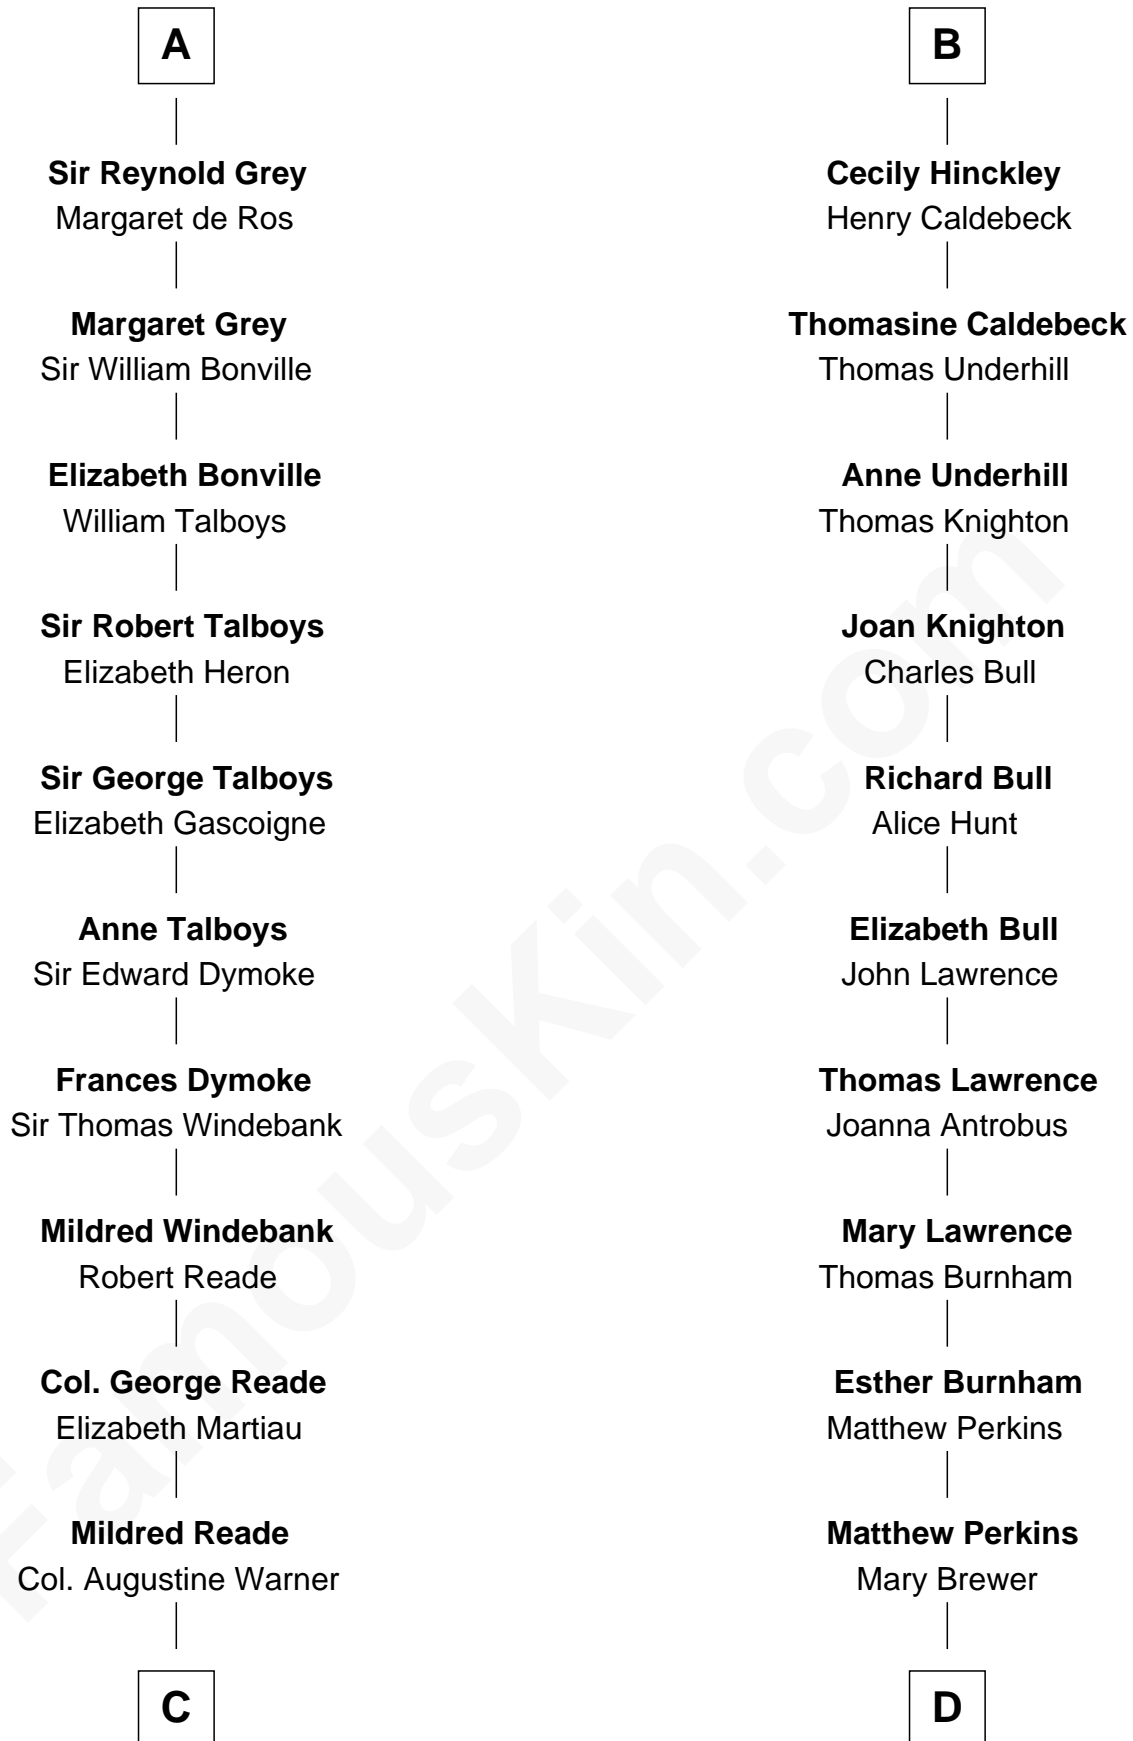 A
Sir Reynold Grey
Margaret de Ros
Margaret Grey
Sir William Bonville
Elizabeth Bonville
William Talboys
Sir Robert Talboys
Elizabeth Heron
Sir George Talboys
Elizabeth Gascoigne
Anne Talboys
Sir Edward Dymoke
Frances Dymoke
Sir Thomas Windebank
Mildred Windebank
Robert Reade
Col. George Reade
Elizabeth Martiau
Mildred Reade
Col. Augustine Warner
C
B
Cecily Hinckley
Henry Caldebeck
Thomasine Caldebeck
Thomas Underhill
Anne Underhill
Thomas Knighton
Joan Knighton
Charles Bull
Richard Bull
Alice Hunt
Elizabeth Bull
John Lawrence
Thomas Lawrence
Joanna Antrobus
Mary Lawrence
Thomas Burnham
Esther Burnham
Matthew Perkins
Matthew Perkins
Mary Brewer
D
FamousKin.com